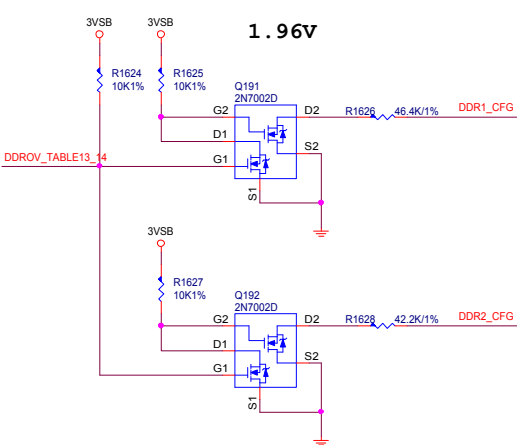 1.96V
3VSB
3VSB
R1624
10K1%
R1625
10K1%
Q191
2N7002D
G2
D2
R1626
46.4K/1%
DDR1_CFG
D1
S2
DDROV_TABLE13_14
G1
S1
3VSB
R1627
10K1%
Q192
2N7002D
G2
D2
R1628
42.2K/1%
DDR2_CFG
D1
S2
G1
S1